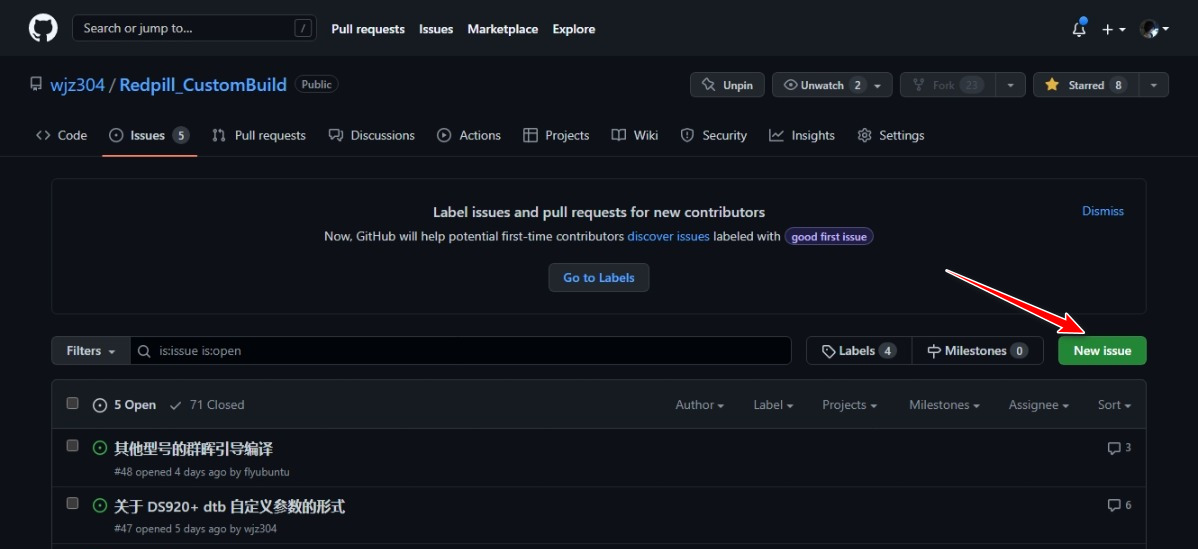 Search or jump to... /
Pull requests Issues Marketplace Explore
wjz304 / Redpill_CustomBuild Public
Unpin Unwatch 2 Fork 23 Starred 8
Code Issues 5 Pull requests Discussions Actions Projects Wiki Security Insights Settings
Label issues and pull requests for new contributors
Dismiss
Now, GitHub will help potential first-time contributors discover issues labeled with good first issue
Go to Labels
Filters is:issue is:open Labels 4 Milestones 0 New issue
5 Open 71 Closed Author Label Projects Milestones Assignee Sort
其他型号的群晖引导编译 3
#48 opened 4 days ago by flyubuntu
关于 DS920+ dtb 自定义参数的形式 6
#47 opened 5 days ago by wjz304